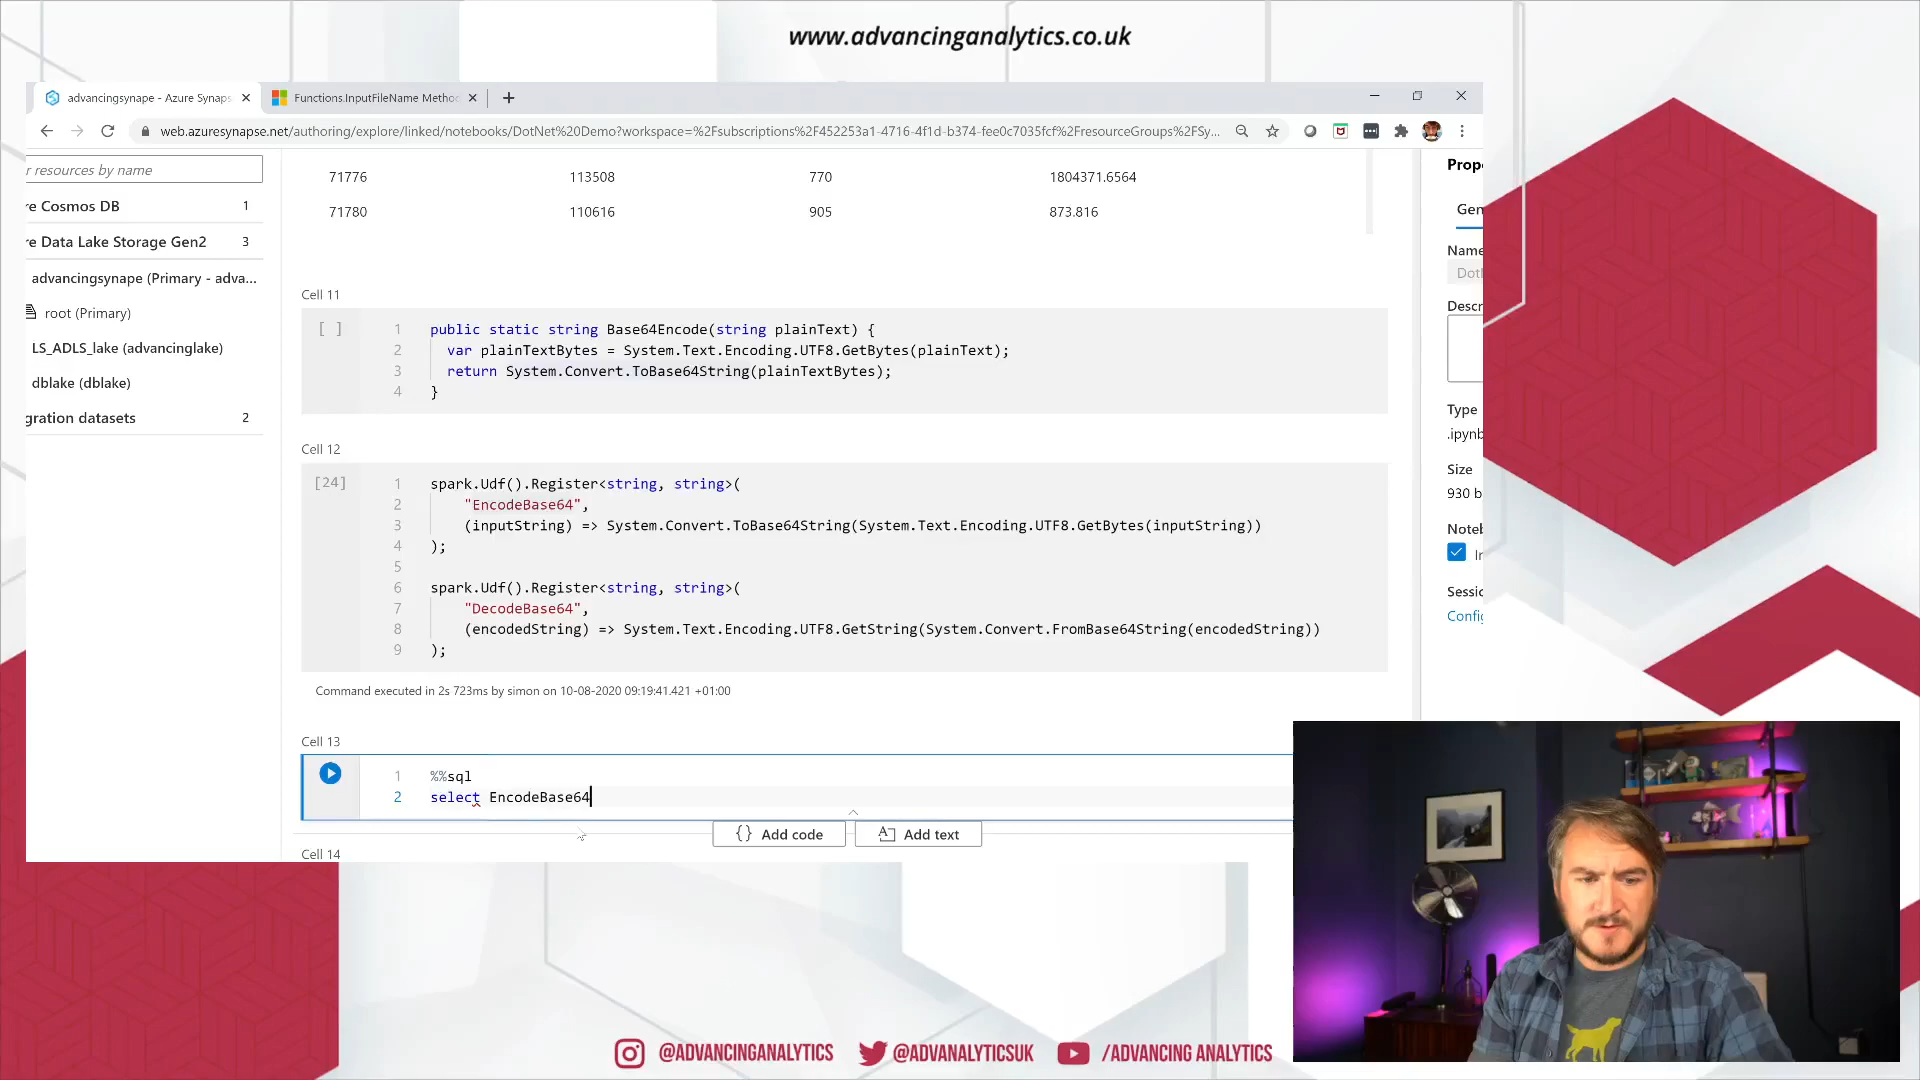 www.advancinganalytics.co.uk
advancingsynape - Azure Synaps
Functions.InputFileName Metho
web.azuresynapse.net/authoring/explore/linked/notebooks/DotNet%20Demo?workspace=%2Fsubscriptions%2F452253a1-4716-4f1d-b374-fee0c7035fcf%2FresourceGroups%2FSy...
r resources by name
re Cosmos DB 1
re Data Lake Storage Gen2 3
advancingsynape (Primary - adva...
root (Primary)
LS_ADLS_lake (advancinglake)
dblake (dblake)
gration datasets 2
71776 113508 770 1804371.6564
71780 110616 905 873.816
Cell 11
[ ]
1 public static string Base64Encode(string plainText) {
2 var plainTextBytes = System.Text.Encoding.UTF8.GetBytes(plainText);
3 return System.Convert.ToBase64String(plainTextBytes);
4 }
Cell 12
[24]
1 spark.Udf().Register<string, string>(
2 "EncodeBase64",
3 (inputString) => System.Convert.ToBase64String(System.Text.Encoding.UTF8.GetBytes(inputString))
4 );
5
6 spark.Udf().Register<string, string>(
7 "DecodeBase64",
8 (encodedString) => System.Text.Encoding.UTF8.GetString(System.Convert.FromBase64String(encodedString))
9 );
Command executed in 2s 723ms by simon on 10-08-2020 09:19:41.421 +01:00
Cell 13
1 %%sql
2 select EncodeBase64
{} Add code
Add text
Cell 14
Prope
Gen
Name
Dotl
Descr
Type
.ipynb
Size
930 b
Noteb
In
Sessic
Config
@ADVANCINGANALYTICS
@ADVANALYTICSUK
/ADVANCING ANALYTICS